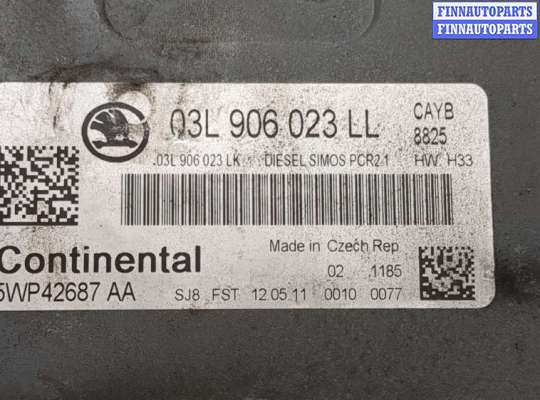 FINNAUTOPARTS
FINNAUTOPARTS
03L 906 023 LL
CAYB
8825
.03L 906 023 LK DIESEL SIMOS PCR2.1 HW: H33
Continental
Made in Czech Rep
02 .1185
5WP42687 AA
SJ8 FST 12.05.11 0010 0077